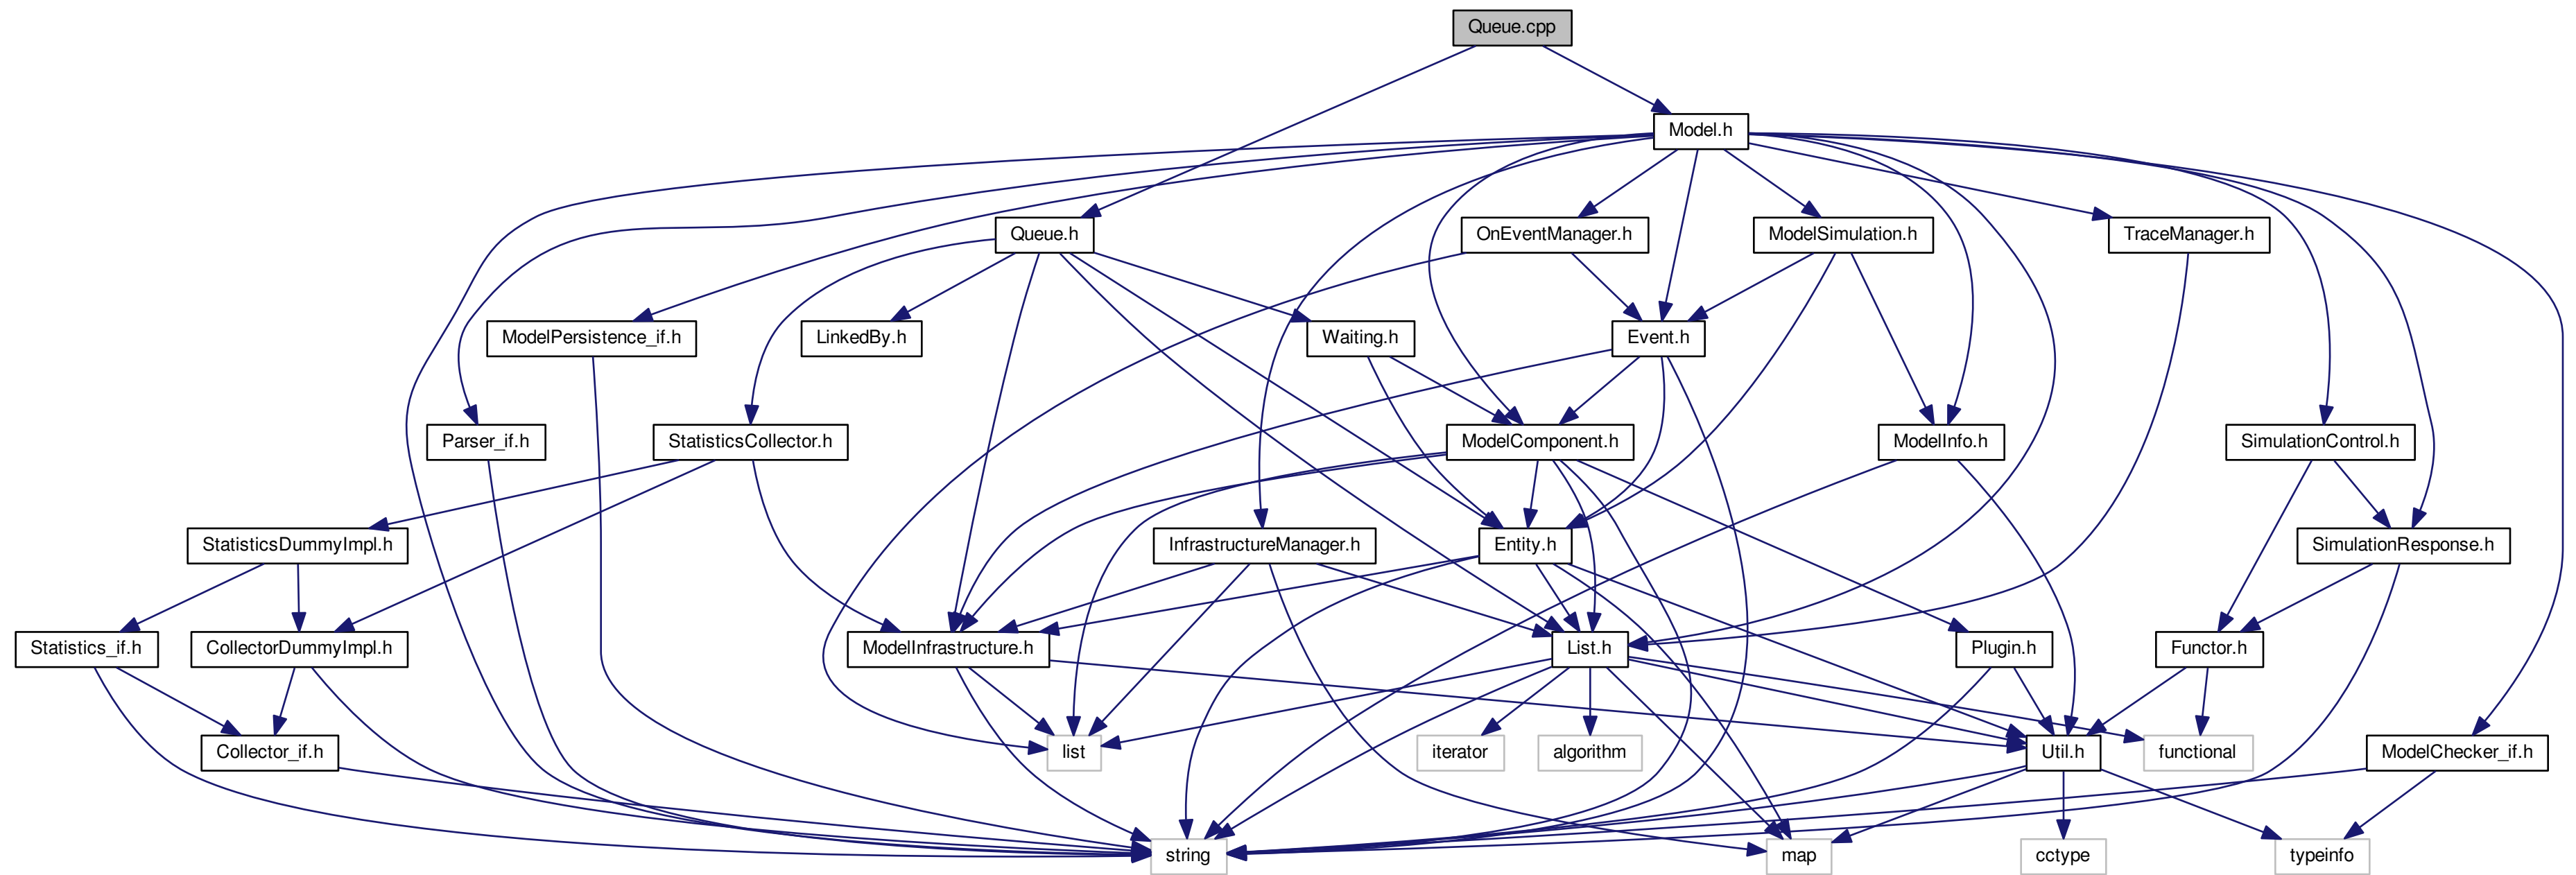 Queue.cpp
Model.h
Queue.h
OnEventManager.h
ModelSimulation.h
TraceManager.h
ModelPersistence_if.h
LinkedBy.h
Waiting.h
Event.h
Parser_if.h
StatisticsCollector.h
ModelComponent.h
ModelInfo.h
SimulationControl.h
StatisticsDummyImpl.h
InfrastructureManager.h
Entity.h
SimulationResponse.h
Statistics_if.h
CollectorDummyImpl.h
ModelInfrastructure.h
List.h
Plugin.h
Functor.h
Collector_if.h
list
iterator
algorithm
Util.h
functional
ModelChecker_if.h
string
map
cctype
typeinfo